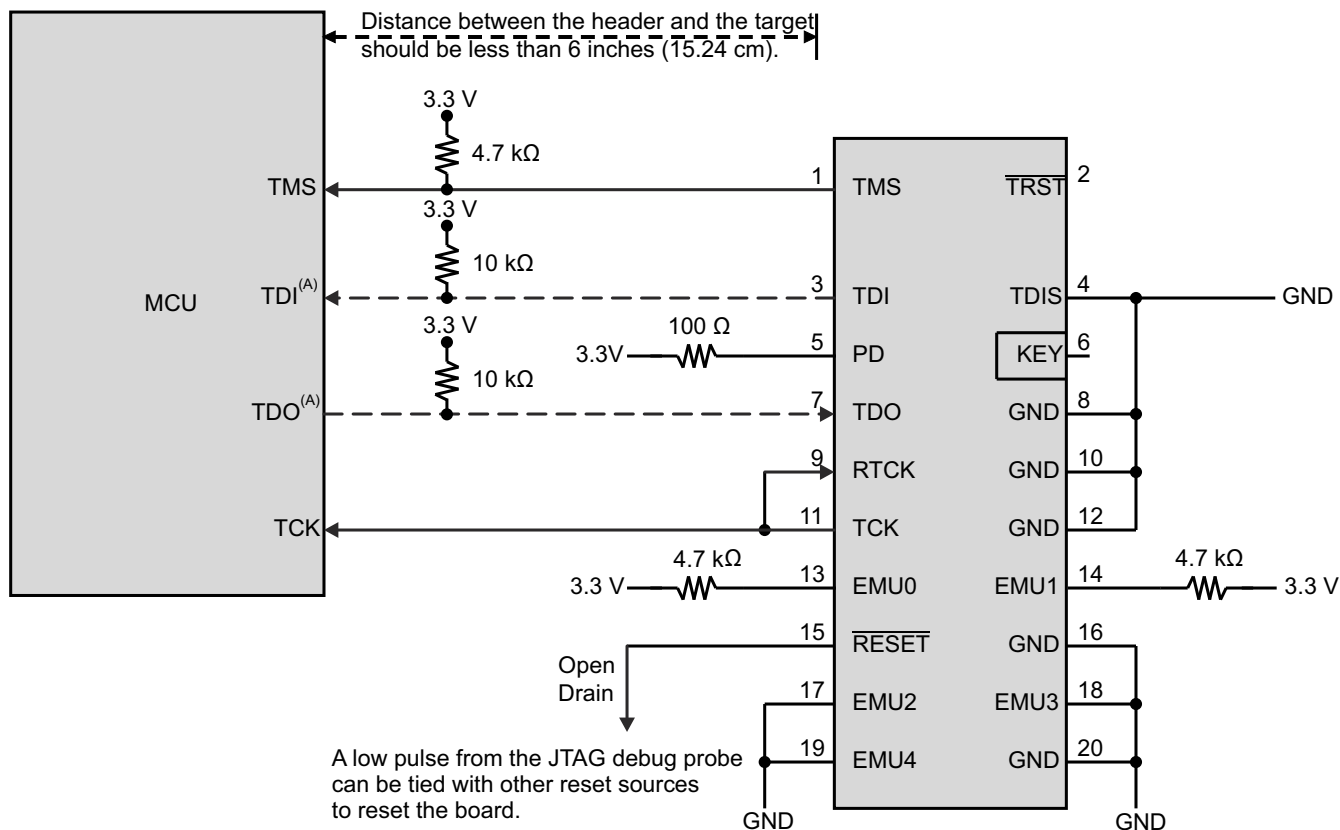 Distance between the header and the target
should be less than 6 inches (15.24 cm).
3.3 V
4.7 kΩ
TMS
1
TMS
TRST
2
3.3 V
10 kΩ
MCU
TDI(A)
3
TDI
TDIS
4
GND
3.3 V
100 Ω
3.3V
5
PD
KEY
6
10 kΩ
TDO(A)
7
TDO
GND
8
9
RTCK
GND
10
TCK
11
TCK
GND
12
4.7 kΩ
3.3 V
13
EMU0
EMU1
14
4.7 kΩ
3.3 V
15
RESET
GND
16
Open
Drain
17
EMU2
EMU3
18
A low pulse from the JTAG debug probe
can be tied with other reset sources
to reset the board.
19
EMU4
GND
20
GND
GND